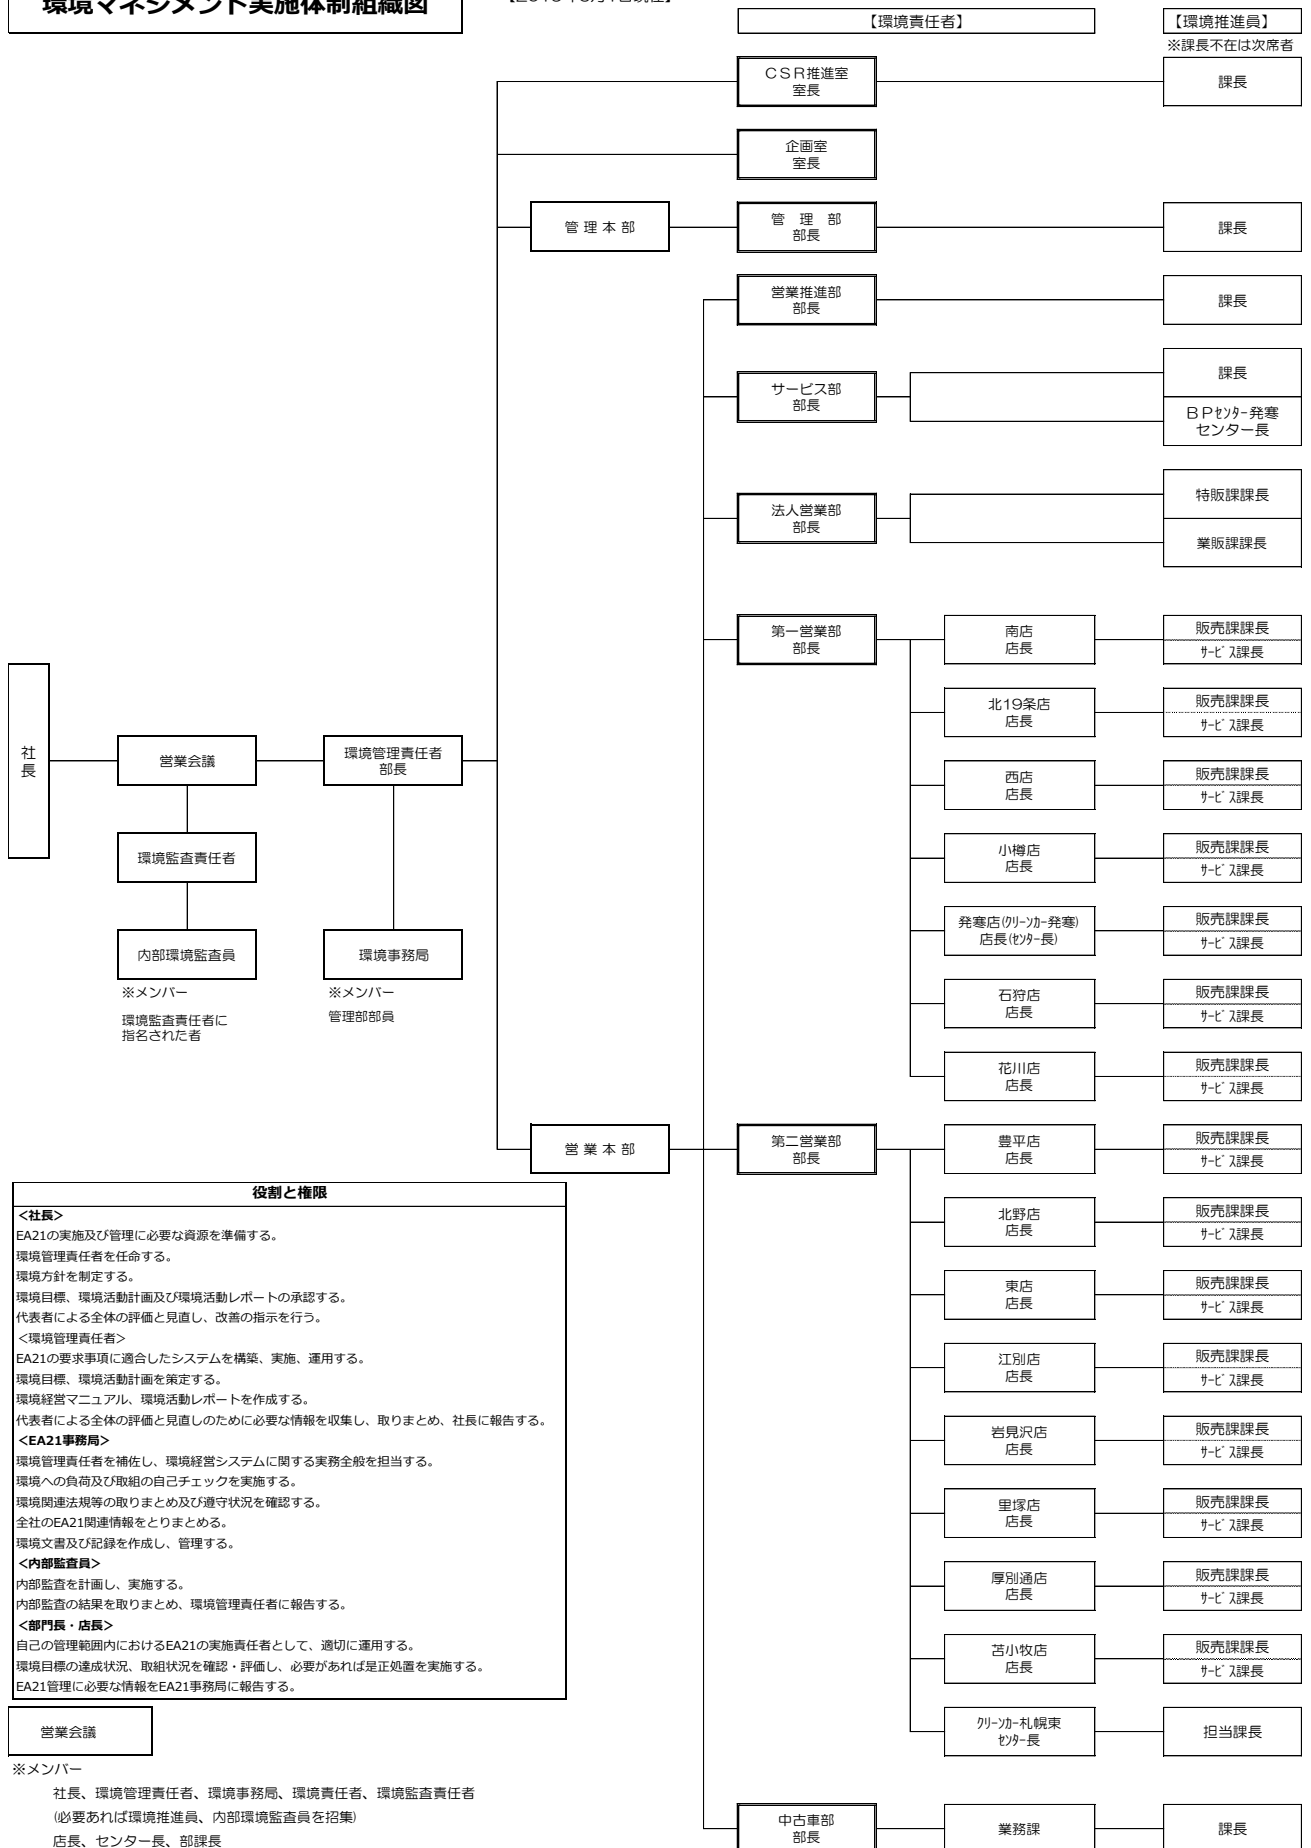 環境マネジメント実施体制組織図
【環境責任者】
【環境推進員】
※課長不在は次席者
CSR推進室
室長
課長
企画室
室長
管理本部
管 理 部
部長
課長
営業推進部
部長
課長
サービス部
部長
課長
BPセンター発寒
センター長
法人営業部
部長
特販課課長
業販課課長
第一営業部
部長
南店
店長
販売課課長
サービス課長
北19条店
店長
販売課課長
サービス課長
西店
店長
販売課課長
サービス課長
小樽店
店長
販売課課長
サービス課長
発寒店(クリーンカー発寒)
店長(センター長)
販売課課長
サービス課長
石狩店
店長
販売課課長
サービス課長
花川店
店長
販売課課長
サービス課長
社長
営業会議
環境管理責任者
部長
環境監査責任者
内部環境監査員
※メンバー
環境監査責任者に
指名された者
環境事務局
※メンバー
管理部部員
営業本部
第二営業部
部長
豊平店
店長
販売課課長
サービス課長
北野店
店長
販売課課長
サービス課長
東店
店長
販売課課長
サービス課長
江別店
店長
販売課課長
サービス課長
岩見沢店
店長
販売課課長
サービス課長
里塚店
店長
販売課課長
サービス課長
厚別通店
店長
販売課課長
サービス課長
苫小牧店
店長
販売課課長
サービス課長
クリーンカー札幌東
センター長
担当課長
中古車部
部長
業務課
課長
役割と権限
<社長>
EA21の実施及び管理に必要な資源を準備する。
環境管理責任者を任命する。
環境方針を制定する。
環境目標、環境活動計画及び環境活動レポートの承認する。
代表者による全体の評価と見直し、改善の指示を行う。
<環境管理責任者>
EA21の要求事項に適合したシステムを構築、実施、運用する。
環境目標、環境活動計画を策定する。
環境経営マニュアル、環境活動レポートを作成する。
代表者による全体の評価と見直しのために必要な情報を収集し、取りまとめ、社長に報告する。
<EA21事務局>
環境管理責任者を補佐し、環境経営システムに関する実務全般を担当する。
環境への負荷及び取組の自己チェックを実施する。
環境関連法規等の取りまとめ及び遵守状況を確認する。
全社のEA21関連情報をとりまとめる。
環境文書及び記録を作成し、管理する。
<内部監査員>
内部監査を計画し、実施する。
内部監査の結果を取りまとめ、環境管理責任者に報告する。
<部門長・店長>
自己の管理範囲内におけるEA21の実施責任者として、適切に運用する。
環境目標の達成状況、取組状況を確認・評価し、必要があれば是正処置を実施する。
EA21管理に必要な情報をEA21事務局に報告する。
営業会議
※メンバー
社長、環境管理責任者、環境事務局、環境責任者、環境監査責任者
(必要あれば環境推進員、内部環境監査員を招集)
店長、センター長、部課長